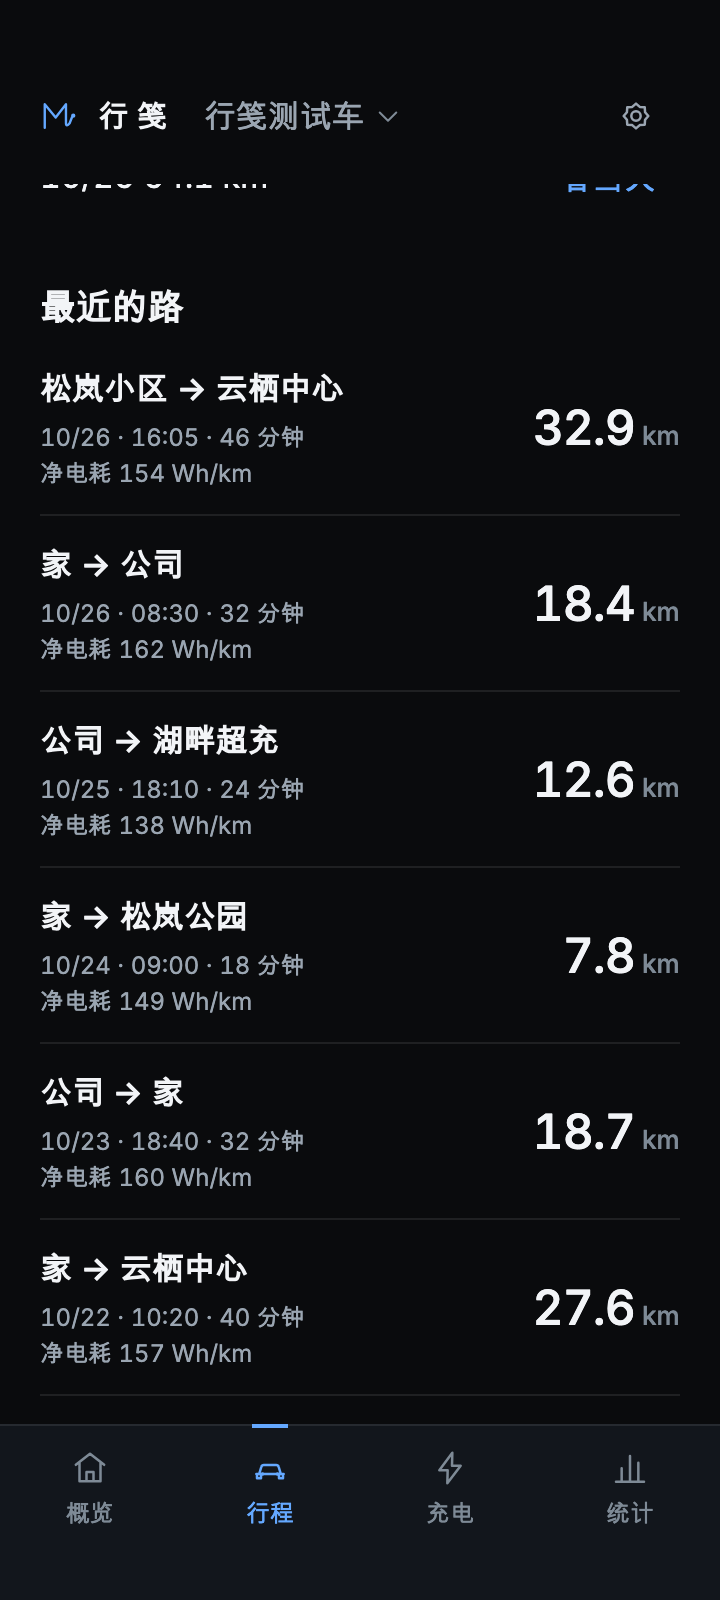 行笺 行笺测试车
最近的路
松岚小区 → 云栖中心
10/26 · 16:05 · 46 分钟
净电耗 154 Wh/km
32.9 km
家 → 公司
10/26 · 08:30 · 32 分钟
净电耗 162 Wh/km
18.4 km
公司 → 湖畔超充
10/25 · 18:10 · 24 分钟
净电耗 138 Wh/km
12.6 km
家 → 松岚公园
10/24 · 09:00 · 18 分钟
净电耗 149 Wh/km
7.8 km
公司 → 家
10/23 · 18:40 · 32 分钟
净电耗 160 Wh/km
18.7 km
家 → 云栖中心
10/22 · 10:20 · 40 分钟
净电耗 157 Wh/km
27.6 km
概览 行程 充电 统计